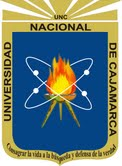 UNC
UNIVERSIDAD
NACIONAL
DE CAJAMARCA
Consagrar la vida a la búsqueda y defensa de la verdad